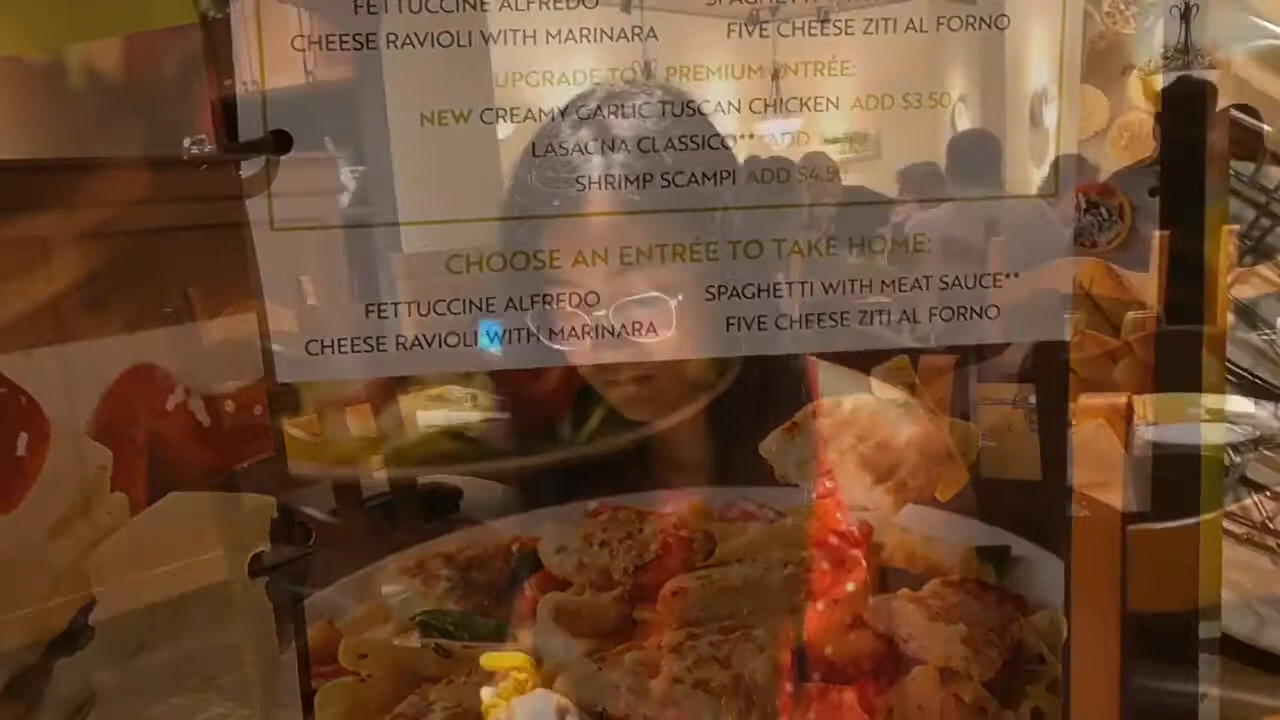 FETTUCCINE ALFREDO
CHEESE RAVIOLI WITH MARINARA
FIVE CHEESE ZITI AL FORNO
UPGRADE TO A PREMIUM ENTRÉE:
NEW CREAMY GARLIC TUSCAN CHICKEN ADD $3.50
LASAGNA CLASSICO** ADD
SHRIMP SCAMPI ADD $4.50
CHOOSE AN ENTRÉE TO TAKE HOME:
FETTUCCINE ALFREDO
SPAGHETTI WITH MEAT SAUCE**
CHEESE RAVIOLI WITH MARINARA
FIVE CHEESE ZITI AL FORNO